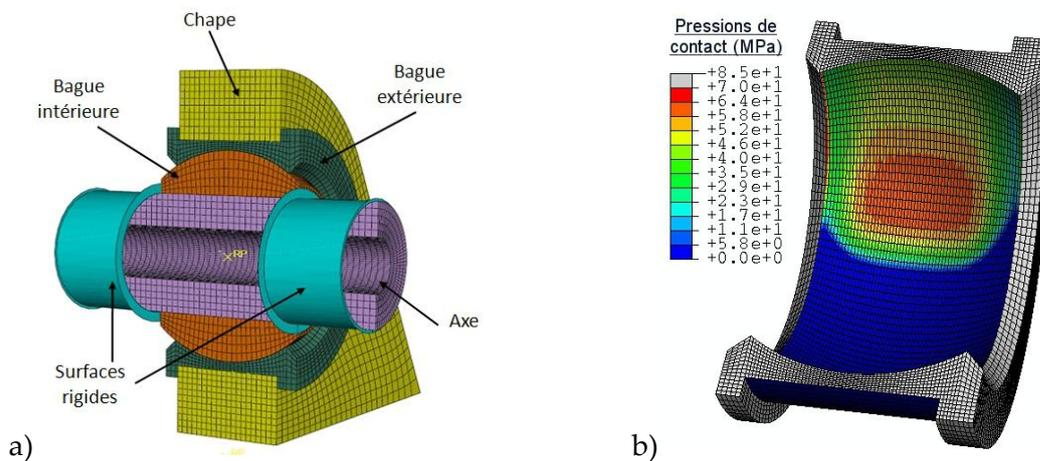 Chape
Bague
intérieure
Bague
extérieure
RP
Axe
Surfaces
rigides
a)
Pressions de
contact (MPa)
+8.5e+1
+7.0e+1
+6.4e+1
+5.8e+1
+5.2e+1
+4.6e+1
+4.0e+1
+3.5e+1
+2.9e+1
+2.3e+1
+1.7e+1
+1.1e+1
+5.8e+0
+0.0e+0
b)